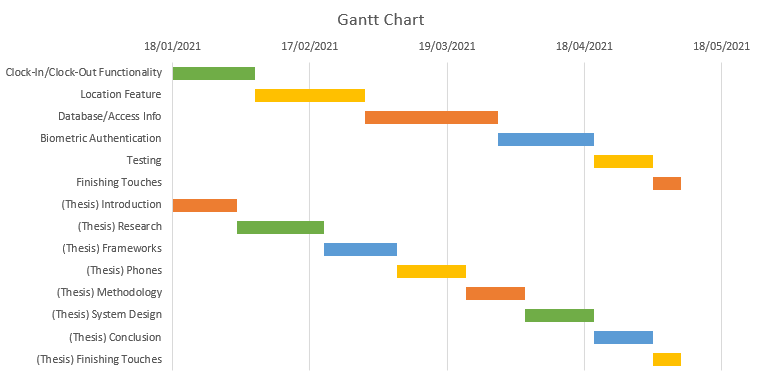 Gantt Chart
18/01/2021 17/02/2021 19/03/2021 18/04/2021 18/05/2021
Clock-In/Clock-Out Functionality
Location Feature
Database/Access Info
Biometric Authentication
Testing
Finishing Touches
(Thesis) Introduction
(Thesis) Research
(Thesis) Frameworks
(Thesis) Phones
(Thesis) Methodology
(Thesis) System Design
(Thesis) Conclusion
(Thesis) Finishing Touches